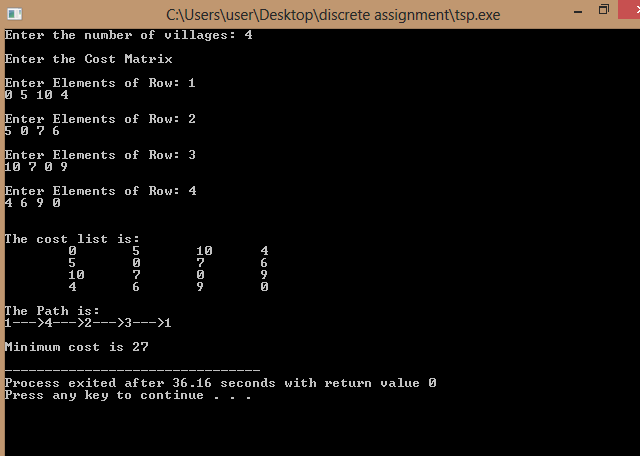 C:\Users\user\Desktop\discrete assignment\tsp.exe
Enter the number of villages: 4
Enter the Cost Matrix
Enter Elements of Row: 1
0 5 10 4
Enter Elements of Row: 2
5 0 7 6
Enter Elements of Row: 3
10 7 0 9
Enter Elements of Row: 4
4 6 9 0
The cost list is:
0 5 10 4
5 0 7 6
10 7 0 9
4 6 9 0
The Path is:
1--->4--->2--->3--->1
Minimum cost is 27
--------------------------------
Process exited after 36.16 seconds with return value 0
Press any key to continue . . .